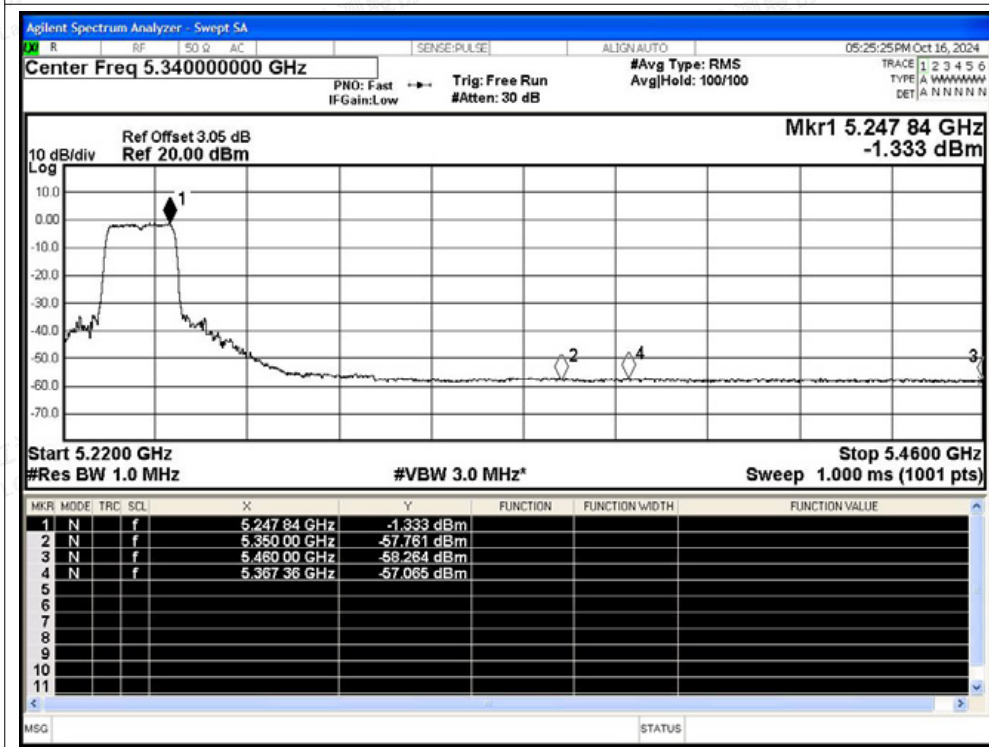 Agilent Spectrum Analyzer - Swept SA
R RF 50 Ω AC SENSE:PULSE ALIGN AUTO 05:25:25 PM Oct 16, 2024
Center Freq 5.340000000 GHz #Avg Type: RMS TRACE 1 2 3 4 5 6
PNO: Fast Trig: Free Run Avg|Hold: 100/100 TYPE A WWWWW
IFGain:Low #Atten: 30 dB DET A N N N N N
Mkr1 5.247 84 GHz
Ref Offset 3.05 dB
10 dB/div Ref 20.00 dBm -1.333 dBm
Log
10.0
1
0.00
-10.0
-20.0
-30.0
-40.0
-50.0
2 4 3
-60.0
-70.0
Start 5.2200 GHz Stop 5.4600 GHz
#Res BW 1.0 MHz #VBW 3.0 MHz* Sweep 1.000 ms (1001 pts)
MKR MODE TRC SCL X Y FUNCTION FUNCTION WIDTH FUNCTION VALUE
1 N f 5.247 84 GHz -1.333 dBm
2 N f 5.350 00 GHz -57.761 dBm
3 N f 5.460 00 GHz -58.264 dBm
4 N f 5.367 36 GHz -57.065 dBm
5
6
7
8
9
10
11
MSG STATUS